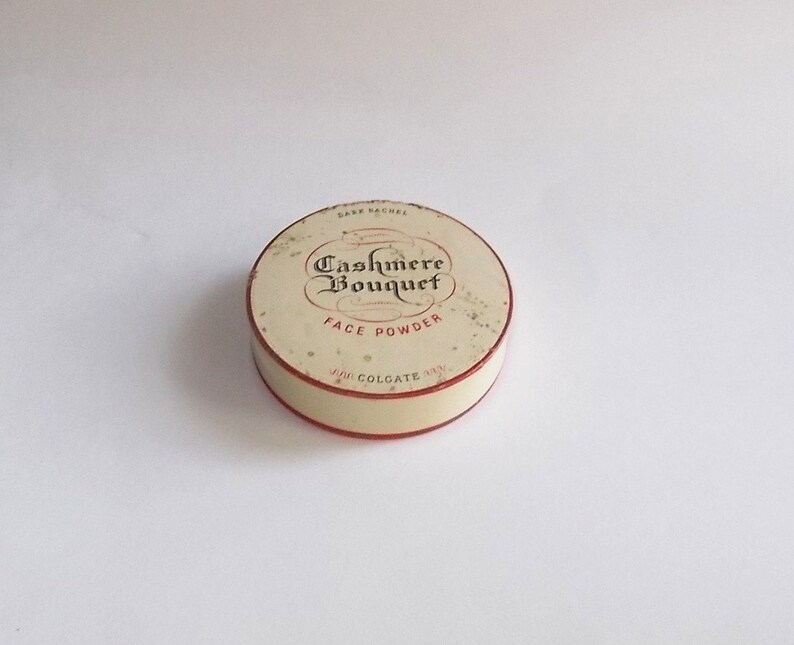 DARK RACHEL
Cashmere
Bouquet
FACE POWDER
COLGATE